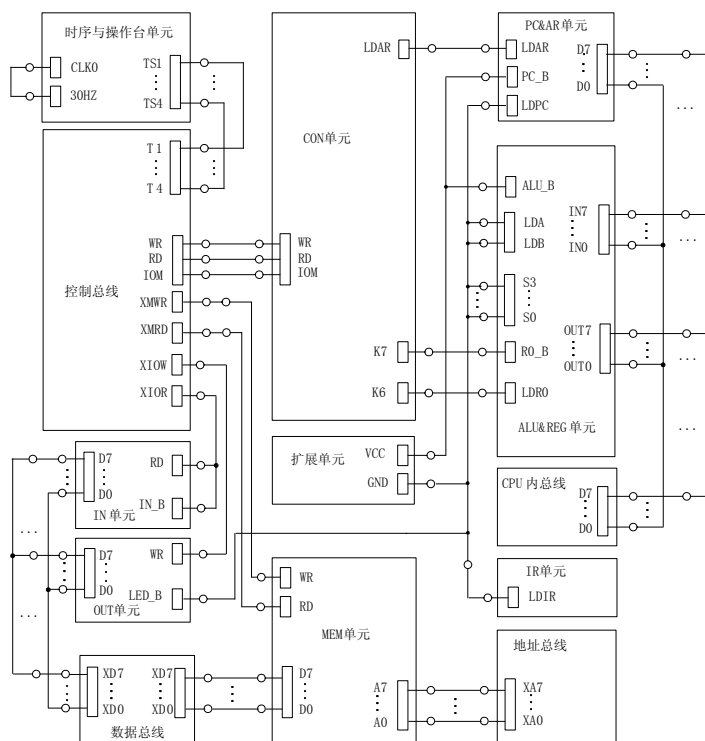 时序与操作台单元
CLK0
30HZ
TS1
TS4
控制总线
T1
T4
WR
RD
IOM
XMWR
XMRD
XIOW
XIOR
CON单元
LDAR
WR
RD
IOM
K7
K6
PC&AR单元
LDAR
PC_B
LDPC
D7
D0
...
ALU_B
LDA
LDB
S3
S0
R0_B
LDR0
IN7
IN0
OUT7
OUT0
ALU&REG单元
...
...
...
扩展单元
VCC
GND
CPU内总线
D7
D0
IN单元
D7
D0
RD
IN_B
...
OUT单元
D7
D0
WR
LED_B
...
IR单元
LDIR
MEM单元
WR
RD
D7
D0
A7
A0
数据总线
XD7
XD0
XD7
XD0
地址总线
XA7
XA0